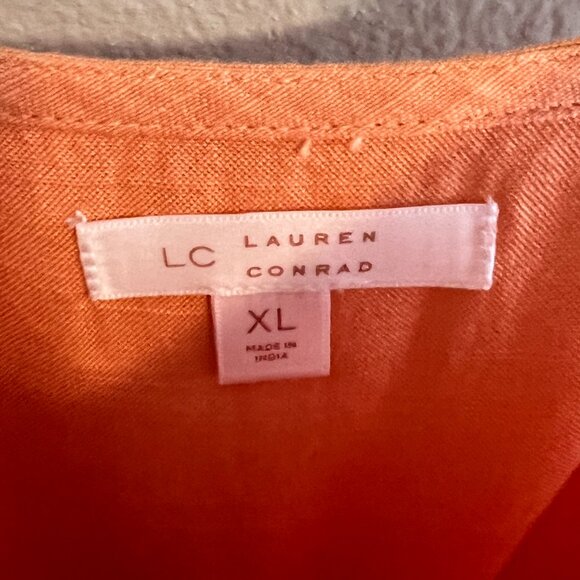 LC LAUREN
CONRAD
XL
MADE IN
INDIA